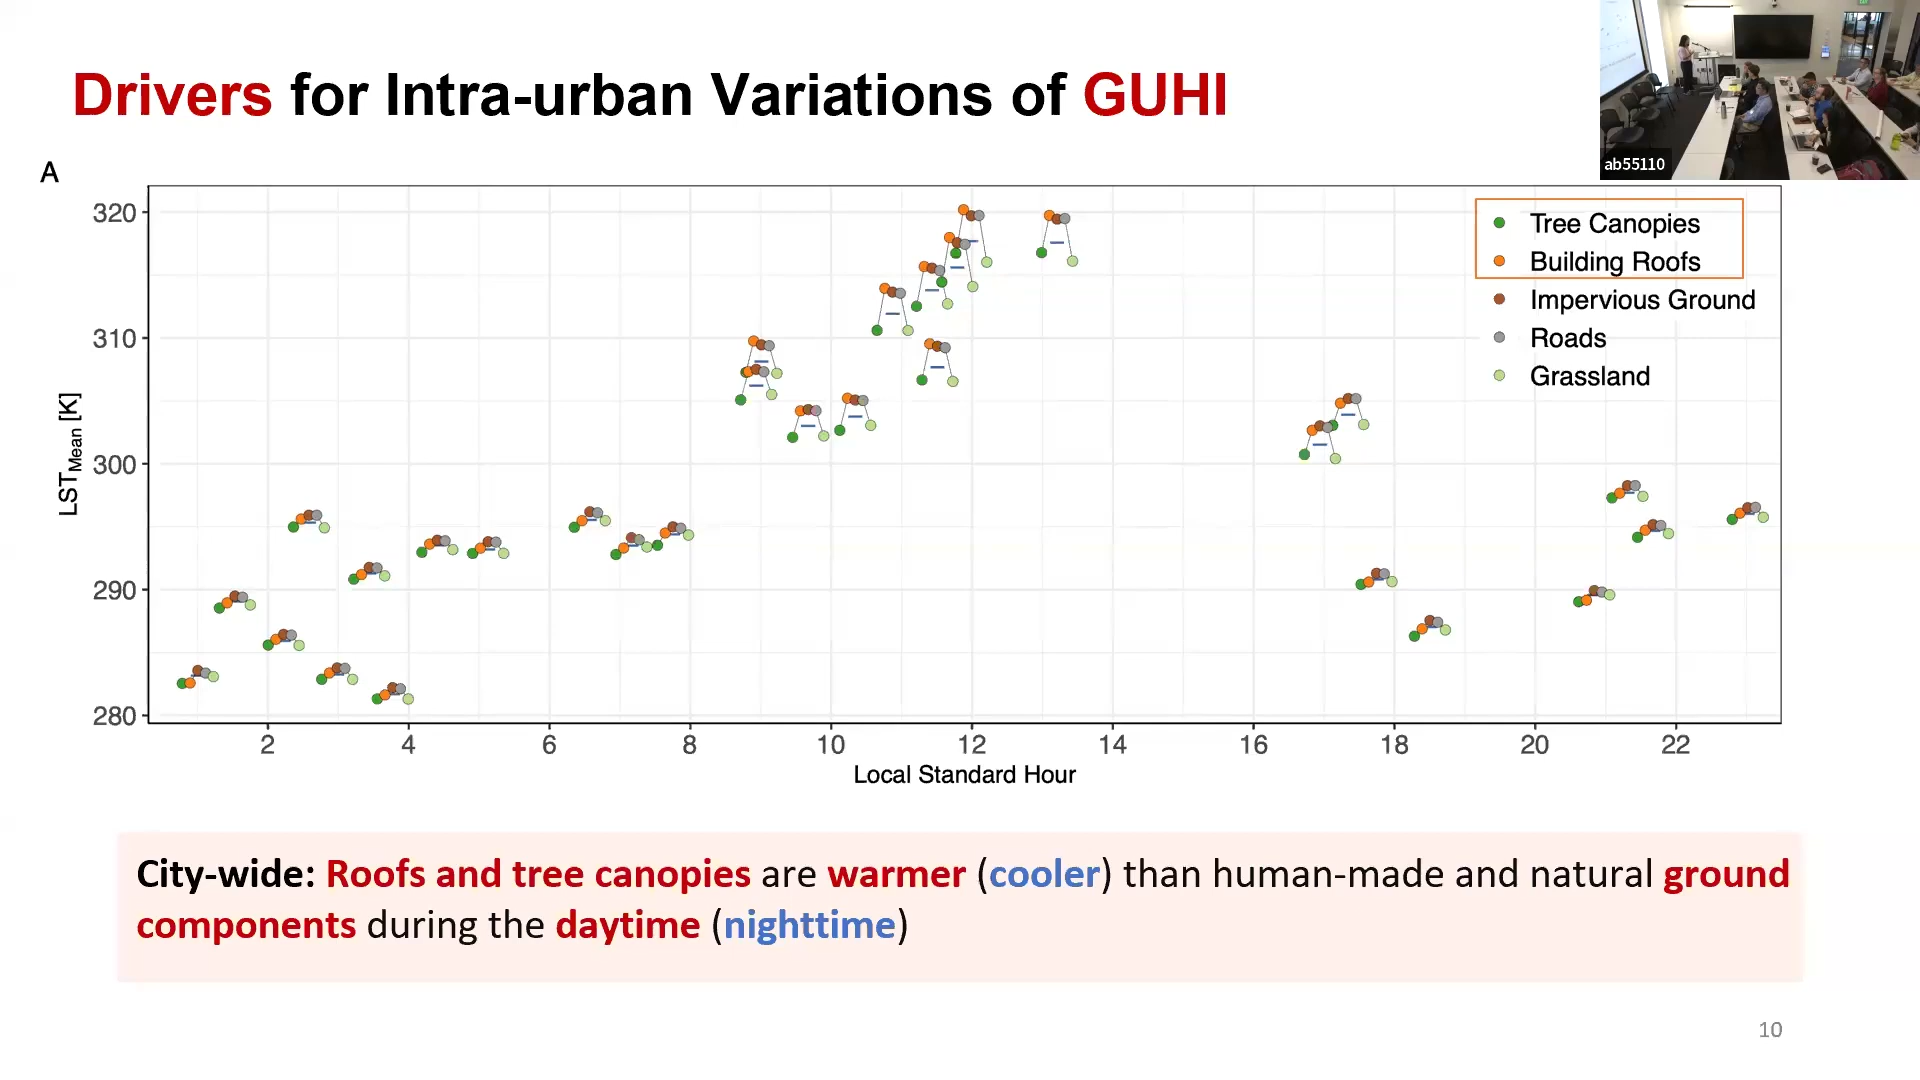 Drivers for Intra-urban Variations of GUHI
ab55110
A
320
310
300
290
280
LST Mean [K]
2 4 6 8 10 12 14 16 18 20 22
Local Standard Hour
Tree Canopies
Building Roofs
Impervious Ground
Roads
Grassland
City-wide: Roofs and tree canopies are warmer (cooler) than human-made and natural ground
components during the daytime (nighttime)
10